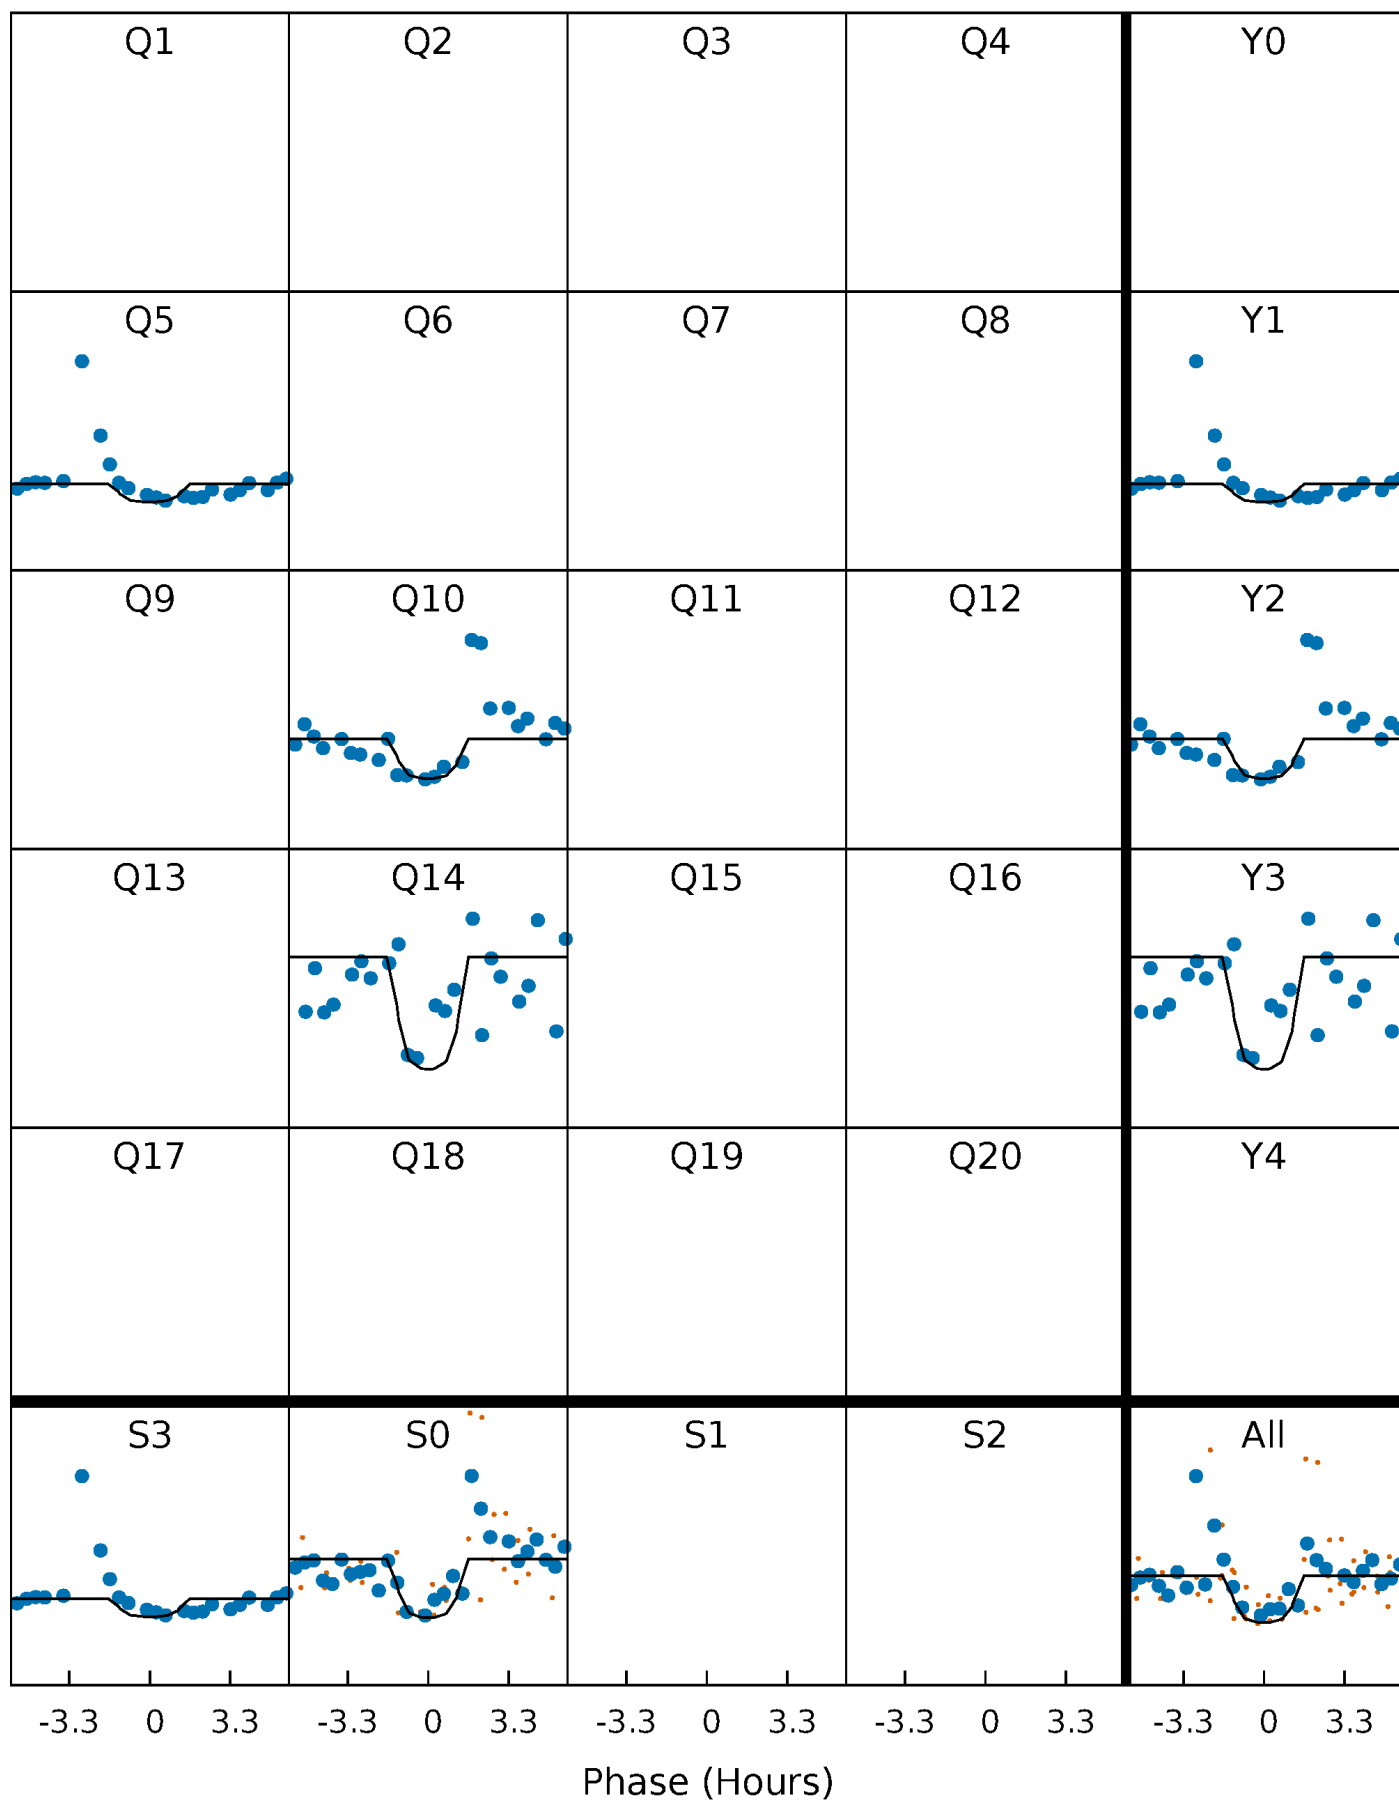 Q1 Q2 Q3 Q4 Y0
Q5 Q6 Q7 Q8 Y1
Q9 Q10 Q11 Q12 Y2
Q13 Q14 Q15 Q16 Y3
Q17 Q18 Q19 Q20 Y4
S3 S0 S1 S2 All
-3.3 0 3.3 -3.3 0 3.3 -3.3 0 3.3 -3.3 0 3.3 -3.3 0 3.3
Phase (Hours)